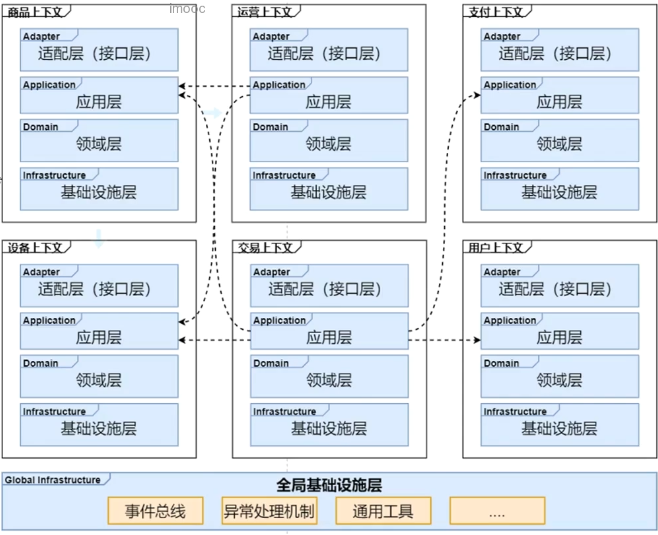 imooc
商品上下文
Adapter
适配层（接口层）
Application
应用层
Domain
领域层
Infrastructure
基础设施层
运营上下文
Adapter
适配层（接口层）
Application
应用层
Domain
领域层
Infrastructure
基础设施层
支付上下文
Adapter
适配层（接口层）
Application
应用层
Domain
领域层
Infrastructure
基础设施层
设备上下文
Adapter
适配层（接口层）
Application
应用层
Domain
领域层
Infrastructure
基础设施层
交易上下文
Adapter
适配层（接口层）
Application
应用层
Domain
领域层
Infrastructure
基础设施层
用户上下文
Adapter
适配层（接口层）
Application
应用层
Domain
领域层
Infrastructure
基础设施层
Global Infrastructure
全局基础设施层
事件总线
异常处理机制
通用工具
....